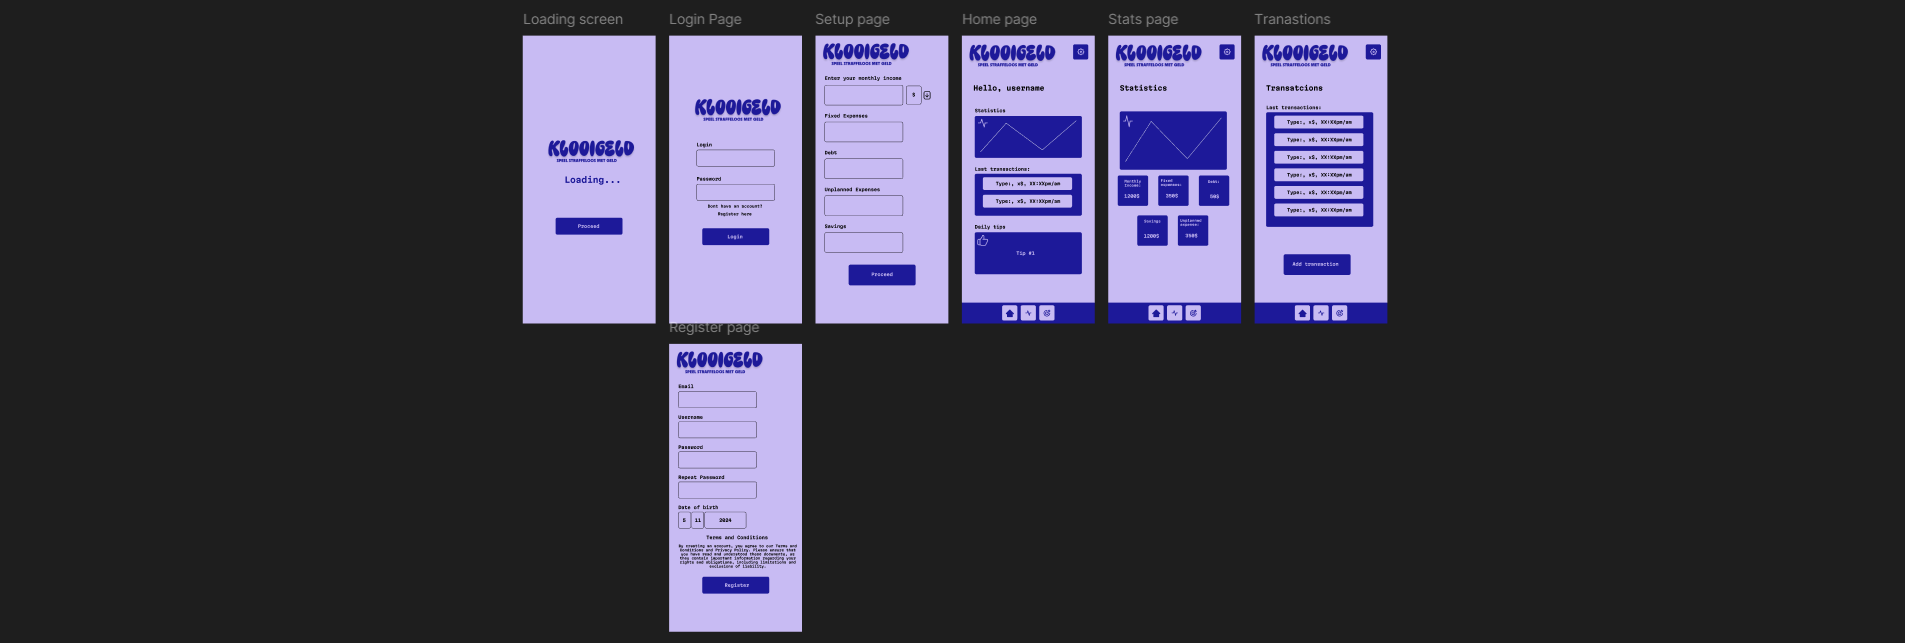 Loading screen
KLOOIGELD
SPEEL STRAFFELOOS MET GELD
Loading...
Proceed
Login Page
KLOOIGELD
SPEEL STRAFFELOOS MET GELD
Login
Password
Dont have an account?
Register here
Login
Setup page
KLOOIGELD
SPEEL STRAFFELOOS MET GELD
Enter your monthly income
$
Fixed Expenses
Debt
Unplanned Expenses
Savings
Proceed
Home page
KLOOIGELD
SPEEL STRAFFELOOS MET GELD
Hello, username
Statistics
Last transactions:
Type:, x$, XX:XXpm/am
Type:, x$, XX:XXpm/am
Daily tips
Tip #1
Stats page
KLOOIGELD
SPEEL STRAFFELOOS MET GELD
Statistics
Monthly
Income:
1200$
Fixed
expenses:
350$
Debt:
50$
Savings
1200$
Unplanned
expense:
350$
Tranastions
KLOOIGELD
SPEEL STRAFFELOOS MET GELD
Transatcions
Last transactions:
Type:, x$, XX:XXpm/am
Type:, x$, XX:XXpm/am
Type:, x$, XX:XXpm/am
Type:, x$, XX:XXpm/am
Type:, x$, XX:XXpm/am
Type:, x$, XX:XXpm/am
Add transaction
Register page
KLOOIGELD
SPEEL STRAFFELOOS MET GELD
Email
Username
Password
Repeat Password
Date of birth
5 11 2024
Terms and Conditions
By creating an account, you agree to our Terms and
Conditions and Privacy Policy. Please ensure that
you have read and understood these documents, as
they contain important information regarding your
rights and obligations, including limitations and
exclusions of liability.
Register